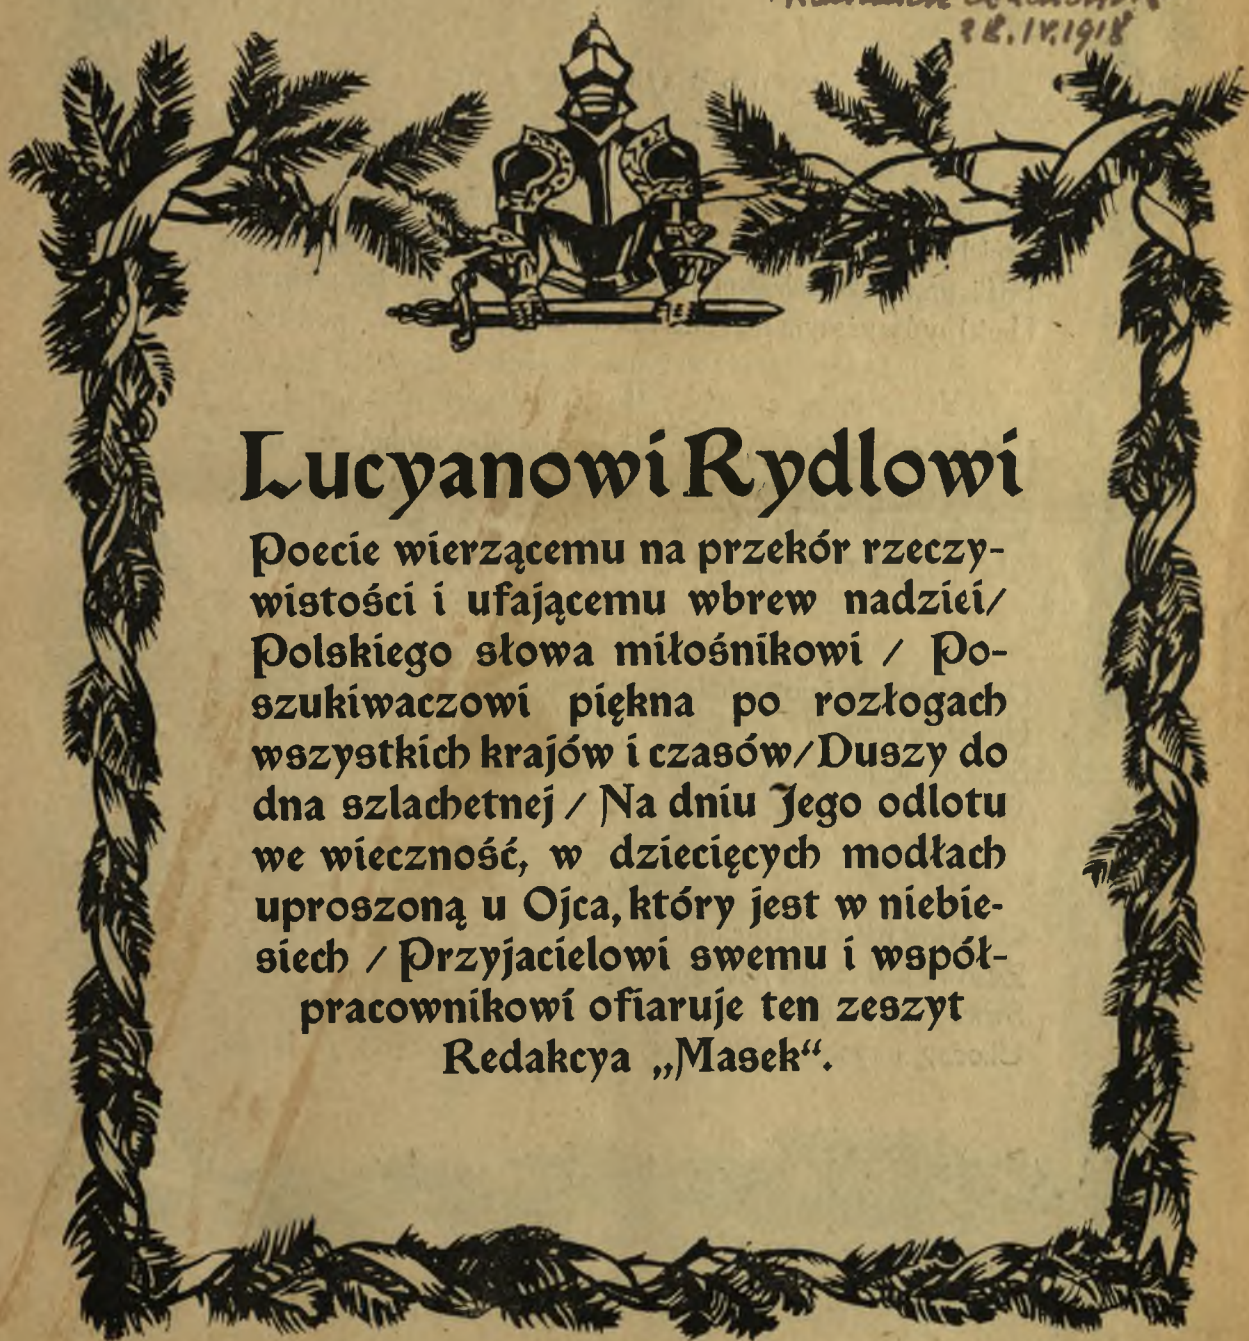 28.IV.1918
Lucyanowi Rydlowi
Poecie wierzącemu na przekór rzeczy-
wistości i ufającemu wbrew nadziei/
Polskiego słowa miłośnikowi / Po-
szukiwaczowi piękna po rozłogach
wszystkich krajów i czasów/Duszy do
dna szlachetnej / Na dniu Jego odlotu
we wieczność, w dziecięcych modłach
uproszoną u Ojca, który jest w niebie-
siech / Przyjacielowi swemu i współ-
pracownikowi ofiaruje ten zeszyt
Redakcya „Masek“.